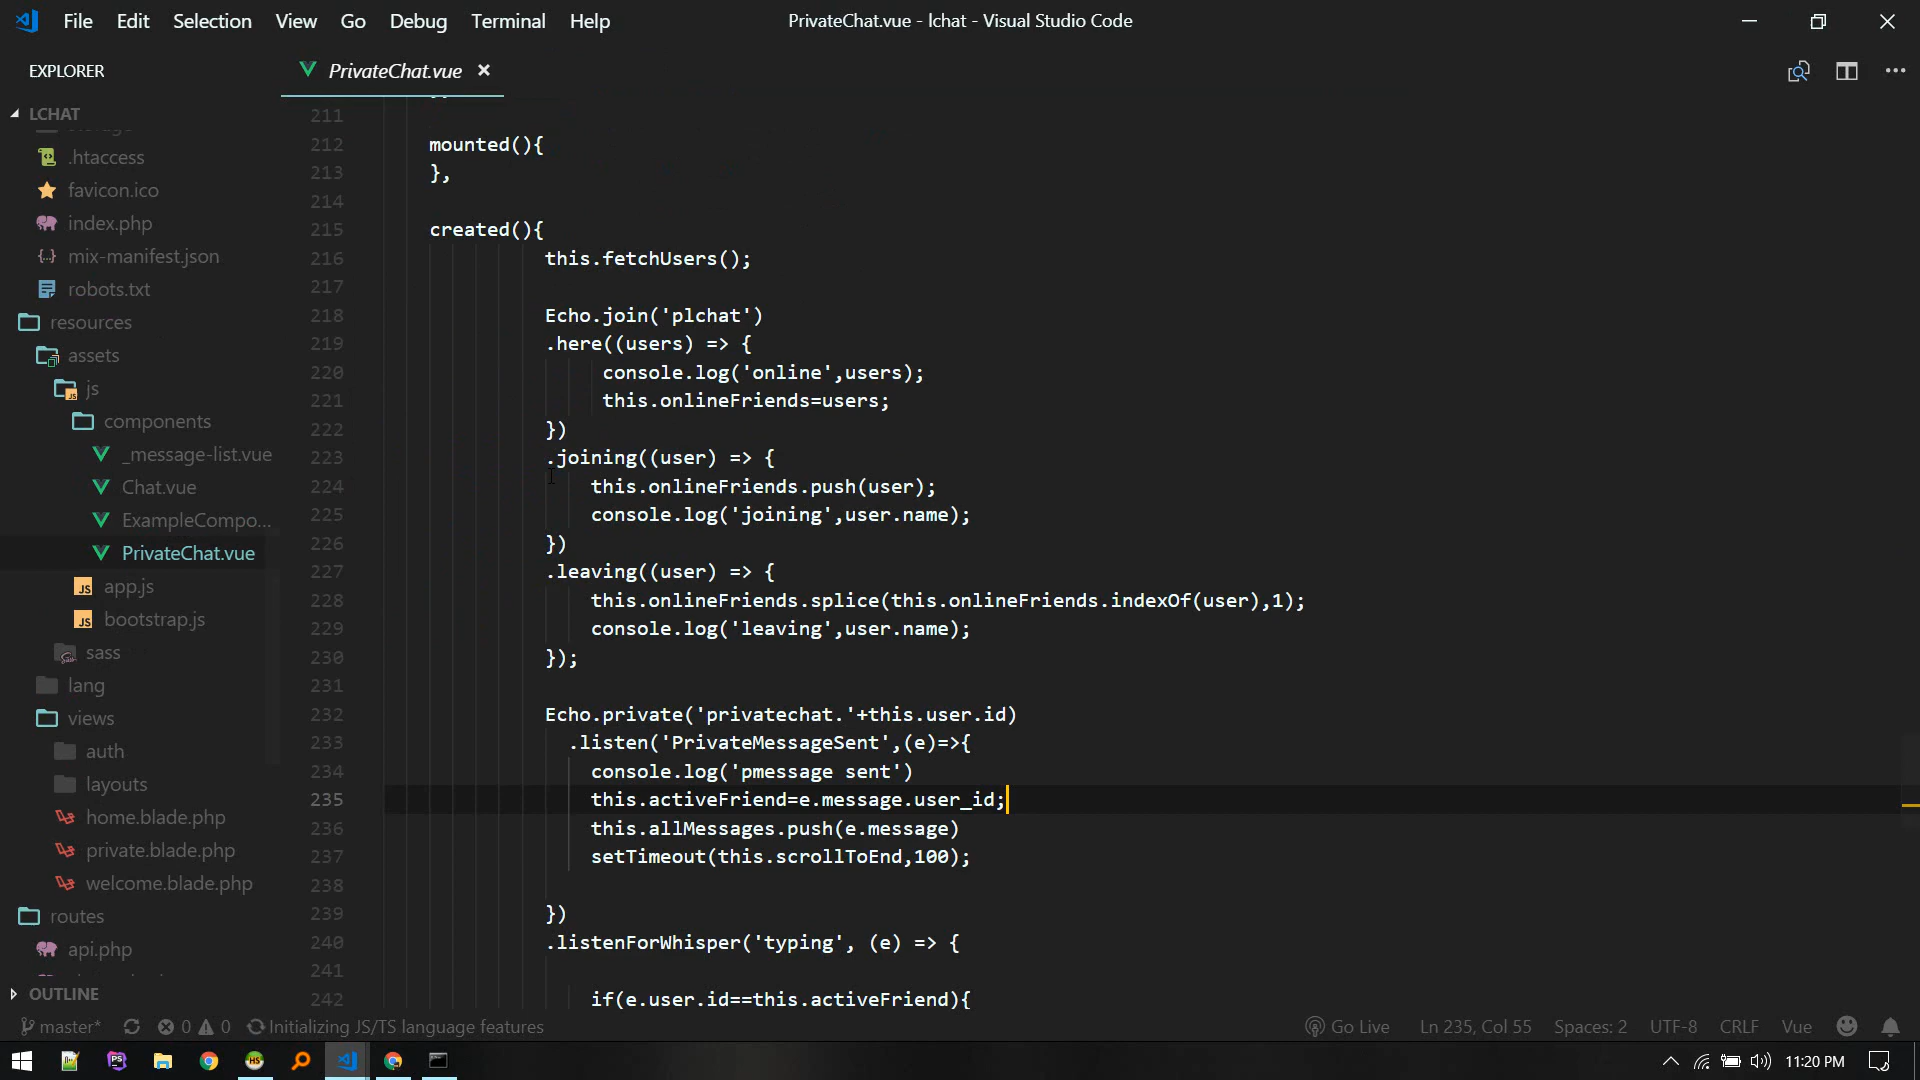 File Edit Selection View Go Debug Terminal Help
PrivateChat.vue - lchat - Visual Studio Code
EXPLORER
PrivateChat.vue
LCHAT
.htaccess
favicon.ico
index.php
mix-manifest.json
robots.txt
resources
assets
js
components
_message-list.vue
Chat.vue
ExampleCompo...
PrivateChat.vue
app.js
bootstrap.js
sass
lang
views
auth
layouts
home.blade.php
private.blade.php
welcome.blade.php
routes
api.php
OUTLINE
211
212 mounted(){
213 },
214
215 created(){
216 this.fetchUsers();
217
218 Echo.join('plchat')
219 .here((users) => {
220 console.log('online',users);
221 this.onlineFriends=users;
222 })
223 .joining((user) => {
224 this.onlineFriends.push(user);
225 console.log('joining',user.name);
226 })
227 .leaving((user) => {
228 this.onlineFriends.splice(this.onlineFriends.indexOf(user),1);
229 console.log('leaving',user.name);
230 });
231
232 Echo.private('privatechat.'+this.user.id)
233 .listen('PrivateMessageSent',(e)=>{
234 console.log('pmessage sent')
235 this.activeFriend=e.message.user_id;
236 this.allMessages.push(e.message)
237 setTimeout(this.scrollToEnd,100);
238
239 })
240 .listenForWhisper('typing', (e) => {
241
242 if(e.user.id==this.activeFriend){
master* 0 0 Initializing JS/TS language features
Go Live Ln 235, Col 55 Spaces: 2 UTF-8 CRLF Vue
11:20 PM